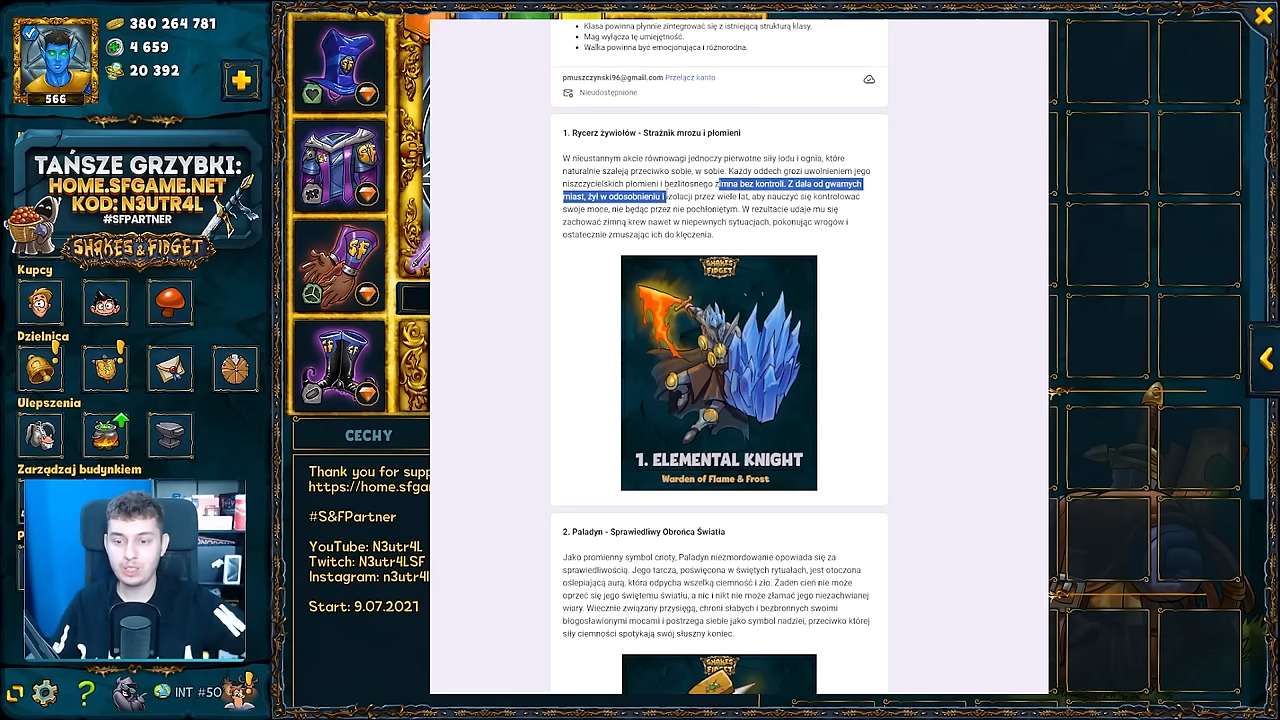 380 264 781
4 659
20 392
566
TAŃSZE GRZYBKI:
HOME.SFGAME.NET
KOD N3UTR4L
#SFPARTNER
SHAKES & FIDGET
Kupcy
Dzielnica
Ulepszenia
Zarządzaj budynkiem
INT #50
CECHY
Thank you for supp
https://home.sfga
#S&FPartner
YouTube: N3utr4L
Twitch: N3utr4LSF
Instagram: n3utr4l
Start: 9.07.2021
Klasa powinna płynnie zintegrować się z istniejącą strukturą klasy.
Mag wyłącza tę umiejętność.
Walka powinna być emocjonująca i różnorodna.
pmuszczynski96@gmail.com Przełącz konto
Nieudostępnione
1. Rycerz żywiołów - Strażnik mrozu i płomieni
W nieustannym akcie równowagi jednoczy pierwotne siły lodu i ognia, które
naturalnie szaleją przeciwko sobie, w sobie. Każdy oddech grozi uwolnieniem jego
niszczycielskich płomieni i bezlitosnego zimna bez kontroli. Z dala od gwarnych
miast, żył w odosobnieniu i izolacji przez wiele lat, aby nauczyć się kontrolować
swoje moce, nie będąc przez nie pochłoniętym. W rezultacie udaje mu się
zachować zimną krew nawet w niepewnych sytuacjach, pokonując wrogów i
ostatecznie zmuszając ich do klęczenia.
SHAKES & FIDGET
1. ELEMENTAL KNIGHT
Warden of Flame & Frost
2. Paladyn - Sprawiedliwy Obrońca Światła
Jako promienny symbol cnoty, Paladyn niezmordowanie opowiada się za
sprawiedliwością. Jego tarcza, poświęcona w świętych rytuałach, jest otoczona
oślepiającą aurą, która odpycha wszelką ciemność i zło. Żaden cień nie może
oprzeć się jego świętemu światłu, a nic i nikt nie może złamać jego niezachwianej
wiary. Wiecznie związany przysięgą, chroni słabych i bezbronnych swoimi
błogosławionymi mocami i postrzega siebie jako symbol nadziei, przeciwko której
siły ciemności spotykają swój słuszny koniec.
SHAKES & FIDGET